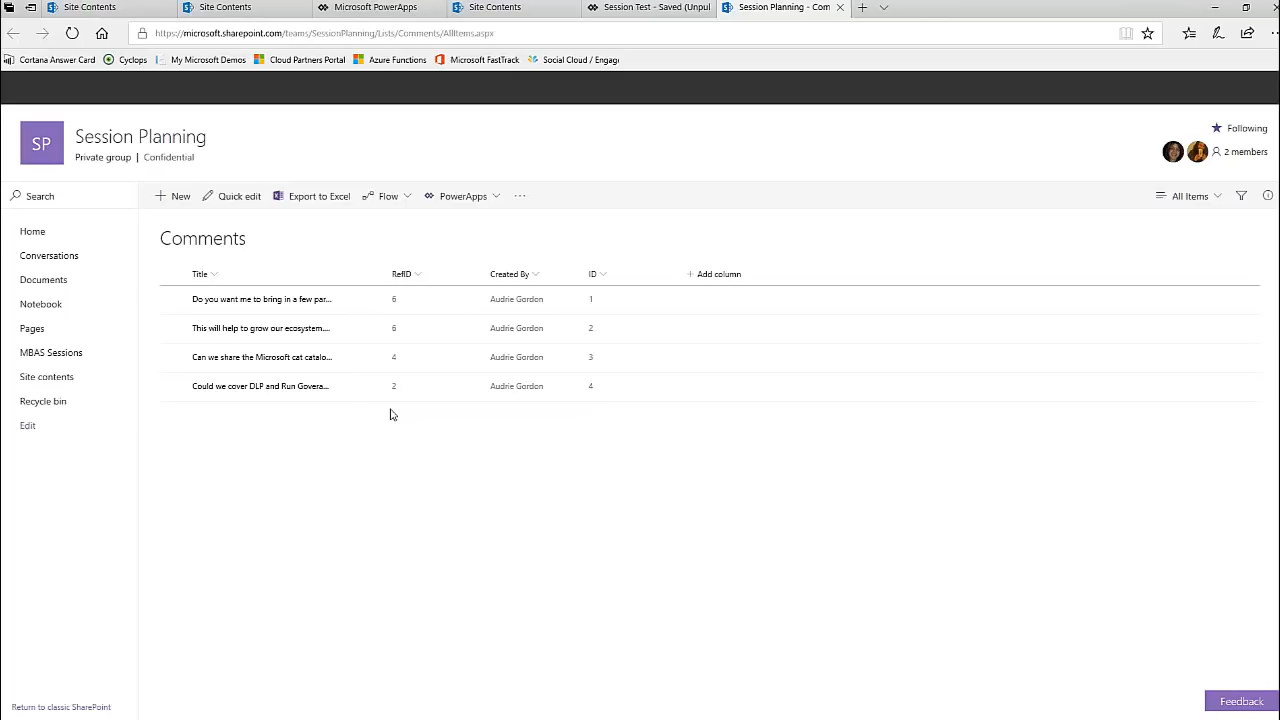 Site Contents
Site Contents
Microsoft PowerApps
Site Contents
Session Test - Saved (Unpul
Session Planning - Com
https://microsoft.sharepoint.com/teams/SessionPlanning/Lists/Comments/AllItems.aspx
Cortana Answer Card
Cyclops
My Microsoft Demos
Cloud Partners Portal
Azure Functions
Microsoft FastTrack
Social Cloud / Engage
SP
Session Planning
Private group | Confidential
Following
2 members
Search
+ New
Quick edit
Export to Excel
Flow
PowerApps
...
All Items
Home
Conversations
Documents
Notebook
Pages
MBAS Sessions
Site contents
Recycle bin
Edit
Comments
Title RefID Created By ID + Add column
Do you want me to bring in a few par... 6 Audrie Gordon 1
This will help to grow our ecosystem.... 6 Audrie Gordon 2
Can we share the Microsoft cat catalo... 4 Audrie Gordon 3
Could we cover DLP and Run Govera... 2 Audrie Gordon 4
Return to classic SharePoint
Feedback